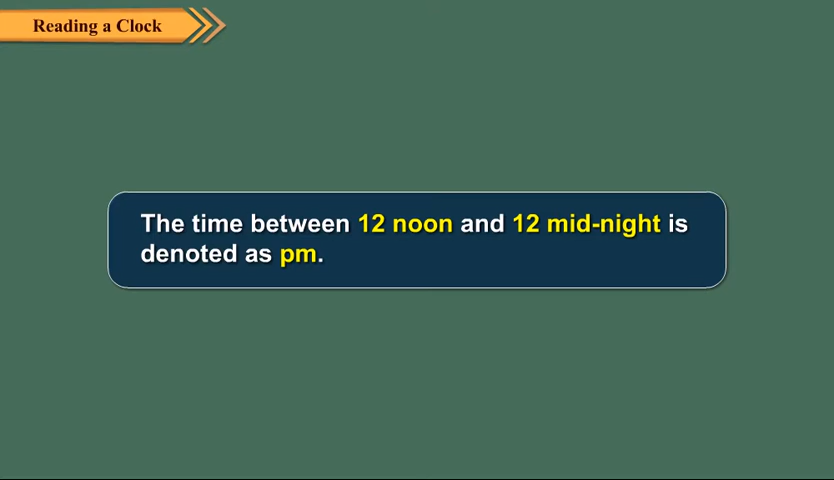 Reading a Clock
The time between 12 noon and 12 mid-night is
denoted as pm.